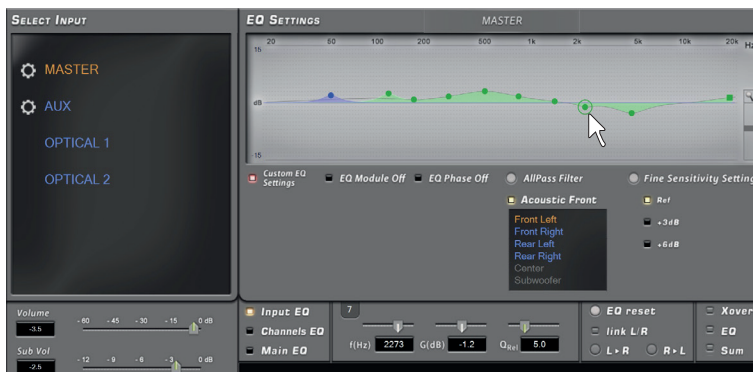 SELECT INPUT
MASTER
AUX
OPTICAL 1
OPTICAL 2
Volume
-3.5
-60 -45 -30 -15 0 dB
Sub Vol
-2.5
-12 -9 -6 -3 0 dB
EQ SETTINGS MASTER
20 60 100 200 500 1k 2k 5k 10k 20k Hz
15
dB
-15
Custom EQ Settings
EQ Module Off
EQ Phase Off
AllPass Filter
Fine Sensitivity Setting
Acoustic Front
Front Left
Front Right
Rear Left
Rear Right
Center
Subwoofer
Ref
+3dB
+6dB
Input EQ
Channels EQ
Main EQ
7
f(Hz) 2273 G(dB) -1.2 QRel 5.0
EQ reset
link L/R
L▸R R▸L
Xover
EQ
Sum